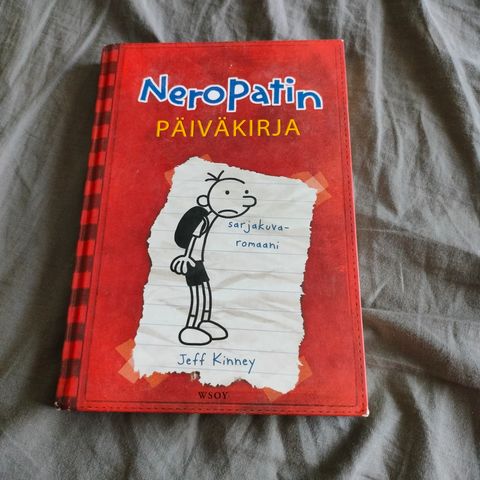 NeroPatin
PÄIVÄKIRJA
sarjakuva-
romaani
Jeff Kinney
WSOY